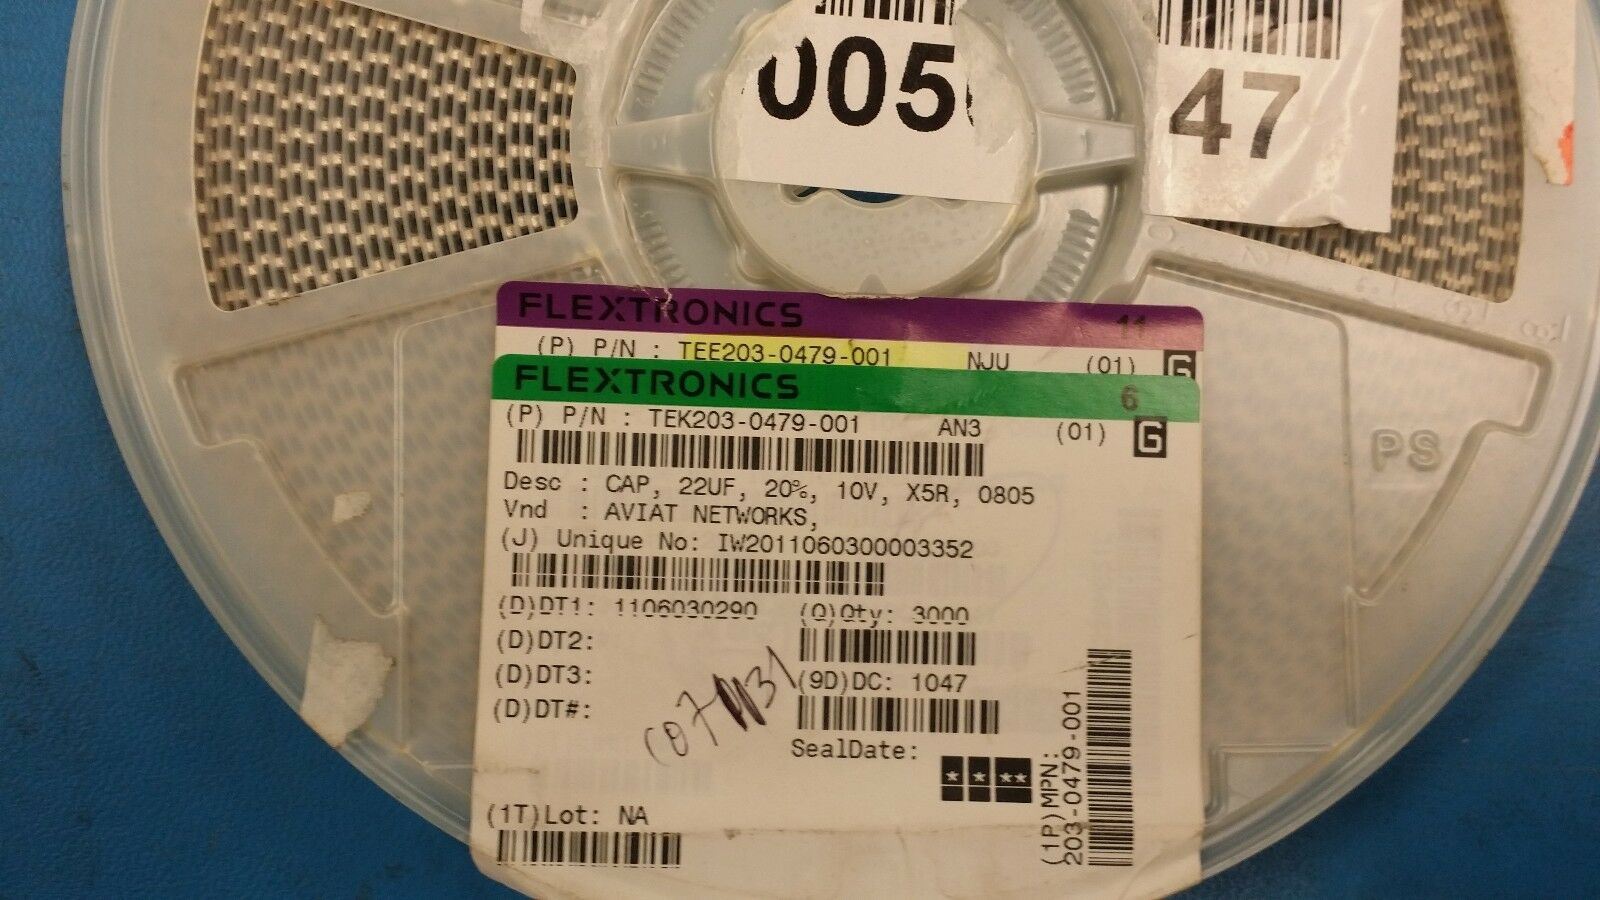 005
47
FLEXTRONICS 11
(P) P/N : TEE203-0479-001 NJU (01) G
FLEXTRONICS 6
(P) P/N : TEK203-0479-001 AN3 (01) G
Desc : CAP, 22UF, 20%, 10V, X5R, 0805
Vnd : AVIAT NETWORKS,
(J) Unique No: IW2011060300003352
(D)DT1: 1106030290 (Q)Qty: 3000
(D)DT2:
(D)DT3: (9D)DC: 1047
(D)DT#:
SealDate:
(1T)Lot: NA
(1P)MPN:
203-0479-001
PS